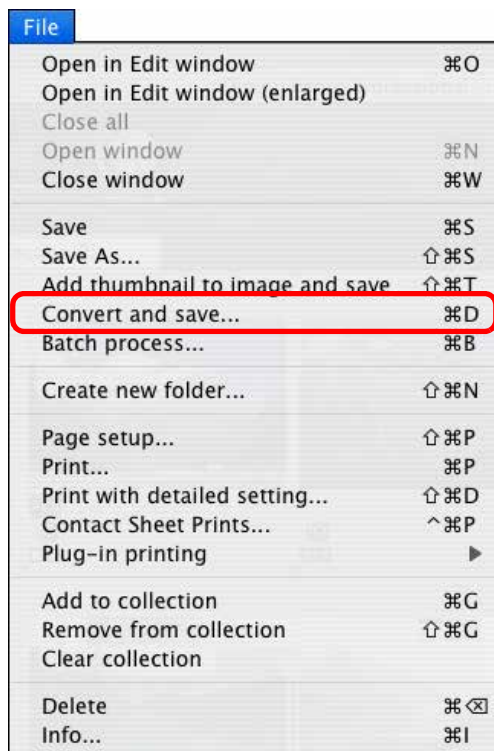 File
Open in Edit window ⌘O
Open in Edit window (enlarged)
Close all
Open window ⌘N
Close window ⌘W
Save ⌘S
Save As... ⇧⌘S
Add thumbnail to image and save ⇧⌘T
Convert and save... ⌘D
Batch process... ⌘B
Create new folder... ⇧⌘N
Page setup... ⇧⌘P
Print... ⌘P
Print with detailed setting... ⇧⌘D
Contact Sheet Prints... ^⌘P
Plug-in printing ▶
Add to collection ⌘G
Remove from collection ⇧⌘G
Clear collection
Delete ⌘⌫
Info... ⌘I